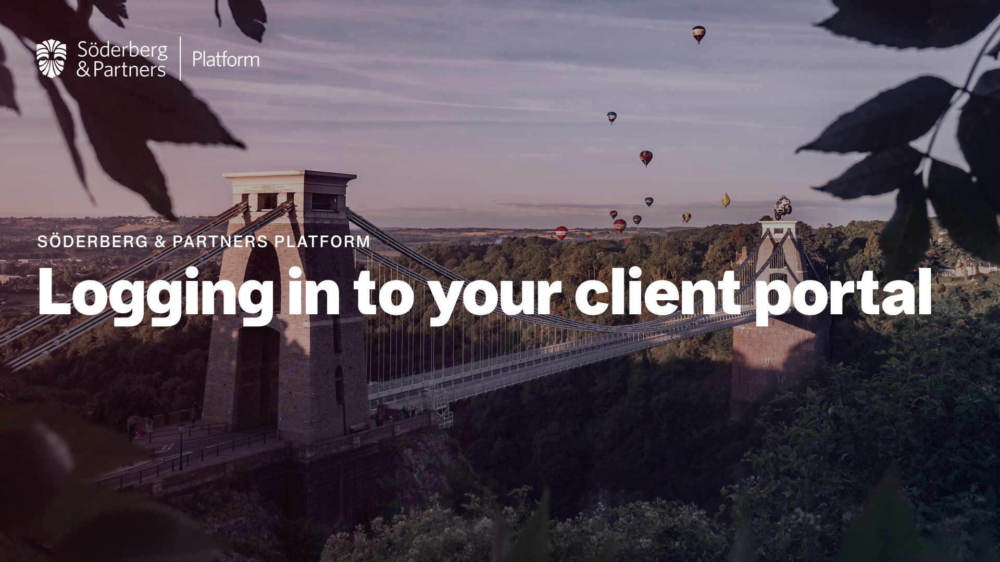 Söderberg
& Partners
Platform
SÖDERBERG & PARTNERS PLATFORM
Logging in to your client portal